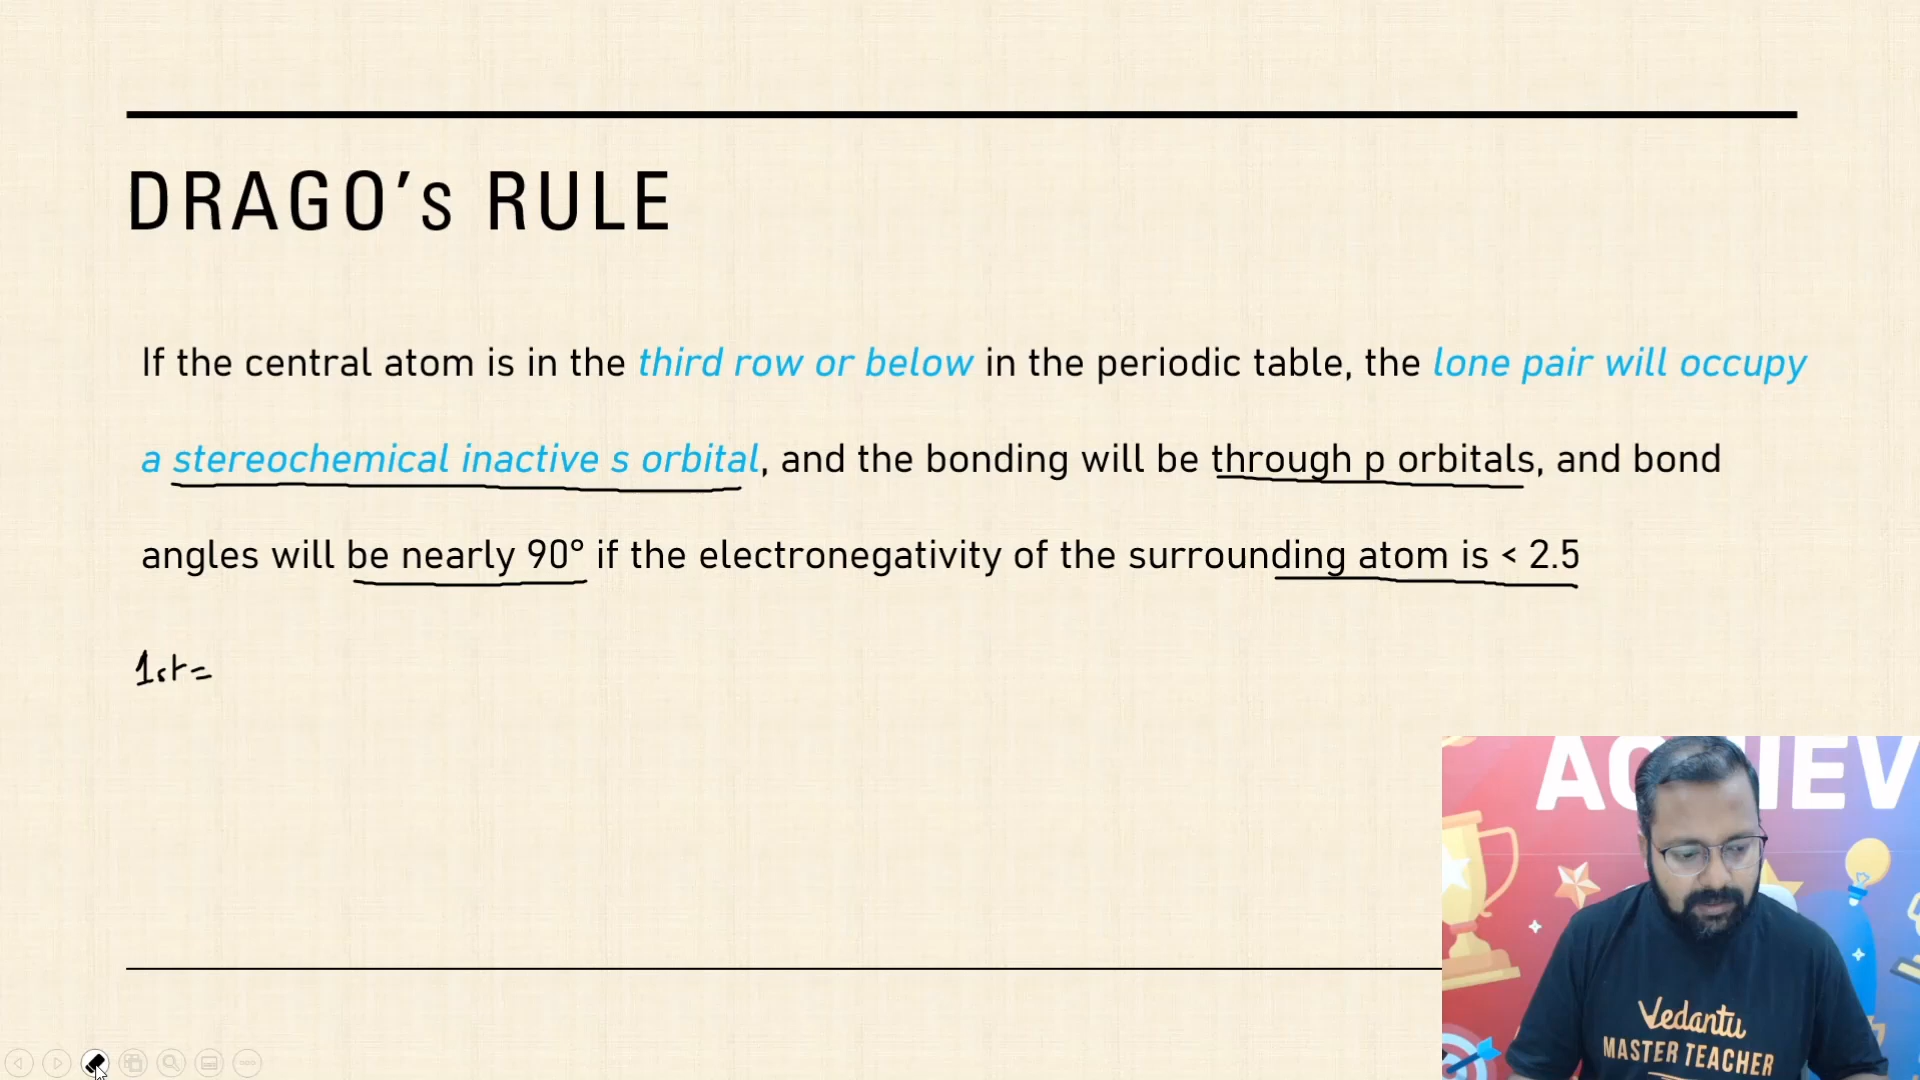 DRAGO's RULE
If the central atom is in the third row or below in the periodic table, the lone pair will occupy
a stereochemical inactive s orbital, and the bonding will be through p orbitals, and bond
angles will be nearly 90° if the electronegativity of the surrounding atom is < 2.5
Vedantu
MASTER TEACHER